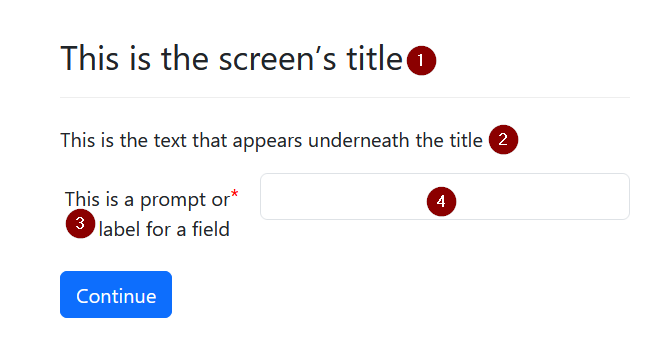 This is the screen’s title 1
This is the text that appears underneath the title 2
This is a prompt or*
3 label for a field
4
Continue